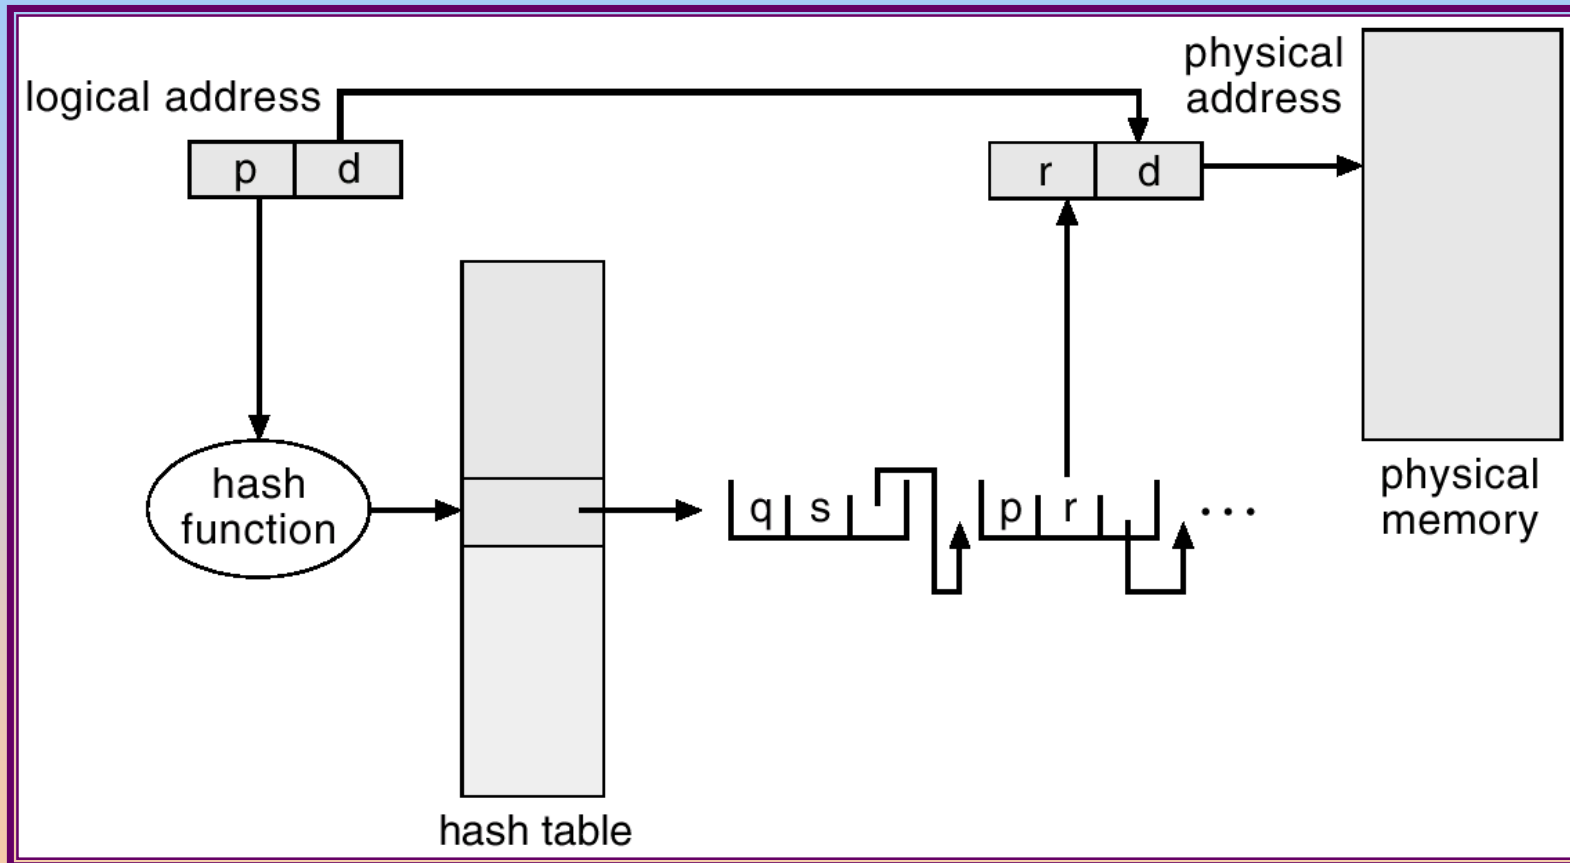 logical address
p d
physical
address
r d
hash
function
q s
p r
...
physical
memory
hash table